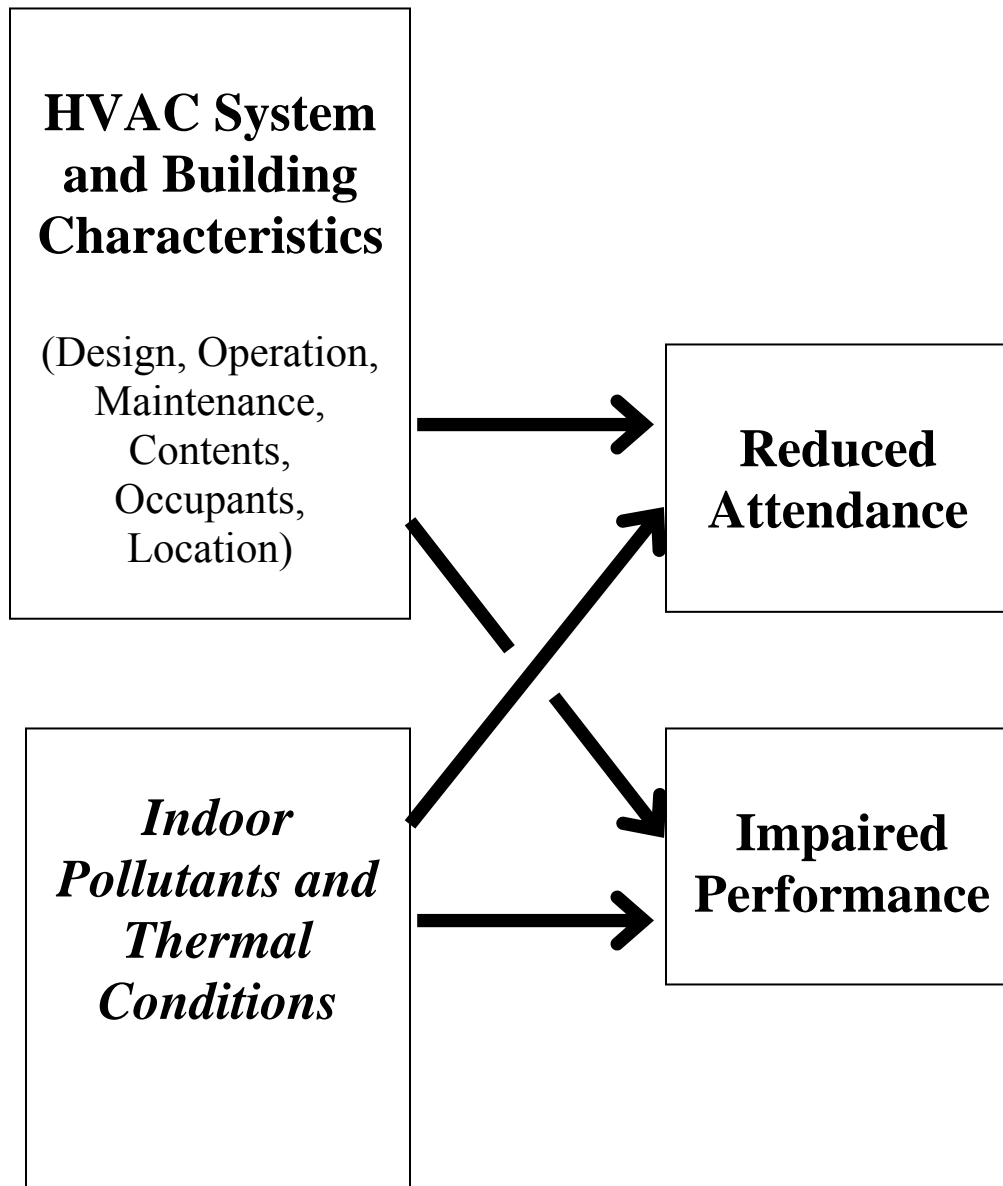 HVAC System
and Building
Characteristics
(Design, Operation,
Maintenance,
Contents,
Occupants,
Location)
Reduced
Attendance
Indoor
Pollutants and
Thermal
Conditions
Impaired
Performance